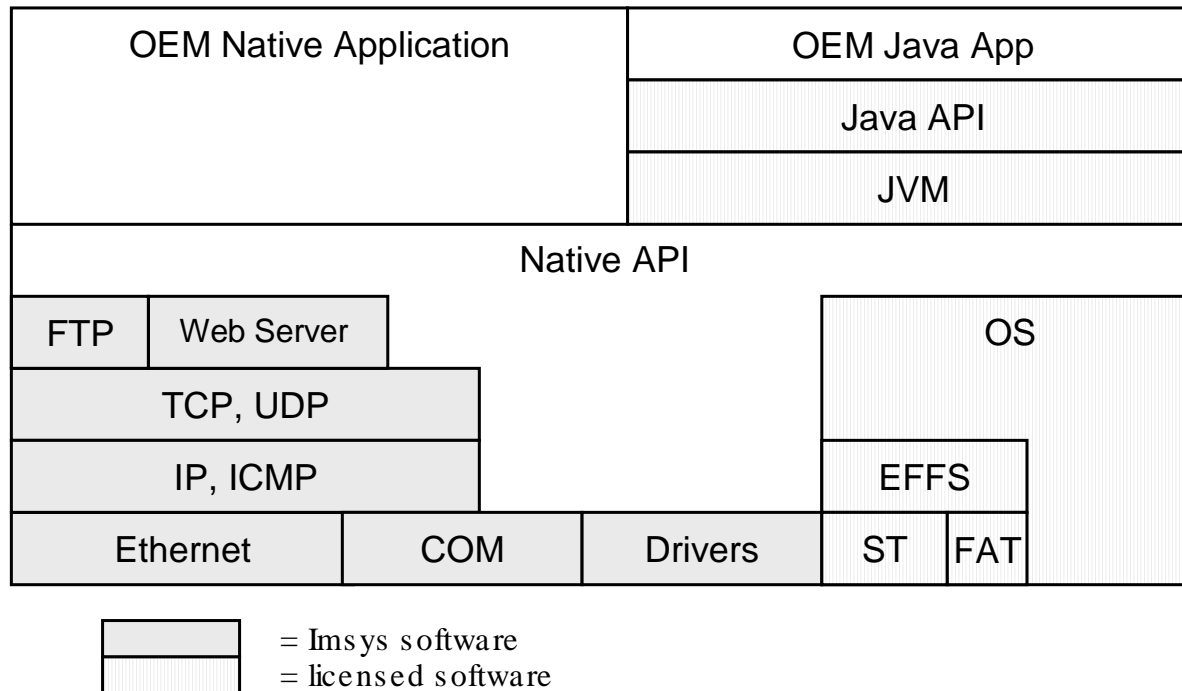 OEM Native Application
OEM Java App
Java API
JVM
Native API
FTP
Web Server
OS
TCP, UDP
IP, ICMP
EFFS
Ethernet
COM
Drivers
ST
FAT
= Imsys software
= licensed software